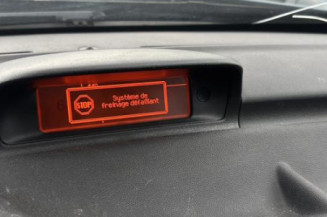 STOP
Système de
freinage défaillant